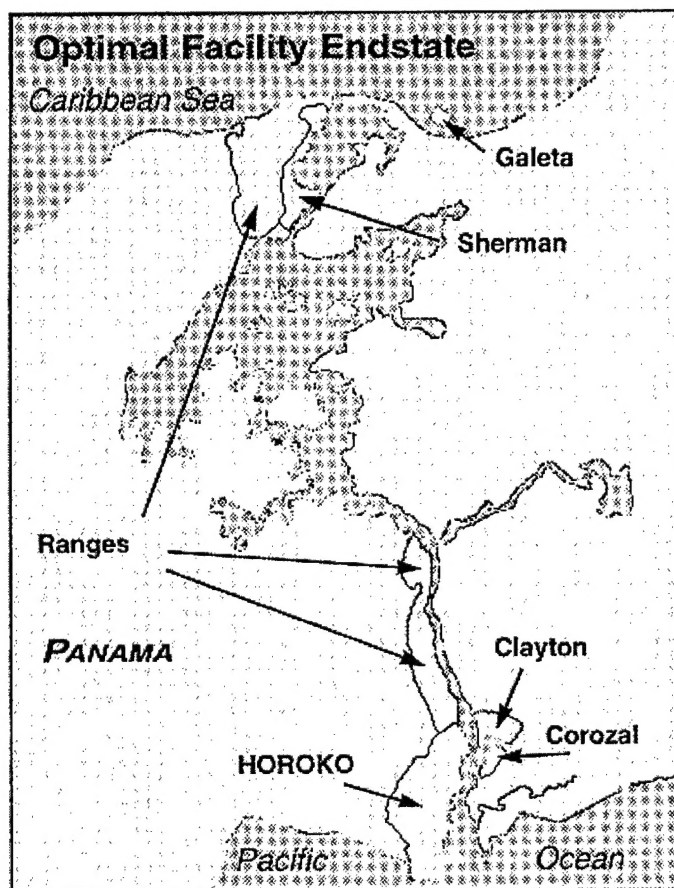 Optimal Facility Endstate
Caribbean Sea
Galeta
Sherman
Ranges
PANAMA
Clayton
Corozal
HOROKO
Pacific Ocean